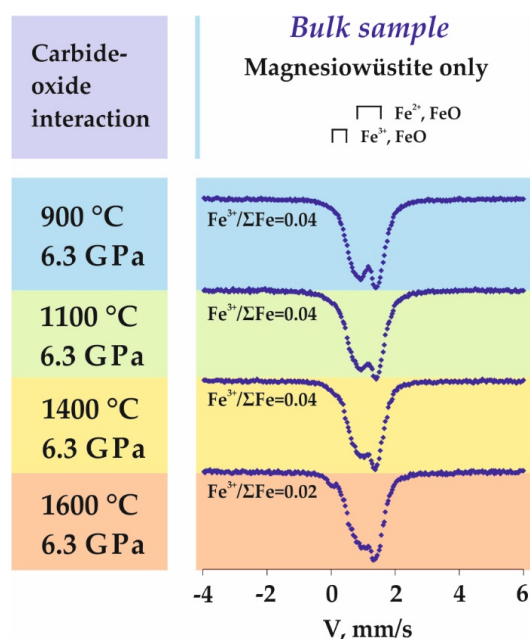 Carbide-
oxide
interaction
Bulk sample
Magnesiowüstite only
Fe²⁺, FeO
Fe³⁺, FeO
900 °C
6.3 GPa
Fe³⁺/ΣFe=0.04
1100 °C
6.3 GPa
Fe³⁺/ΣFe=0.04
1400 °C
6.3 GPa
Fe³⁺/ΣFe=0.04
1600 °C
6.3 GPa
Fe³⁺/ΣFe=0.02
-4 -2 0 2 4 6
V, mm/s